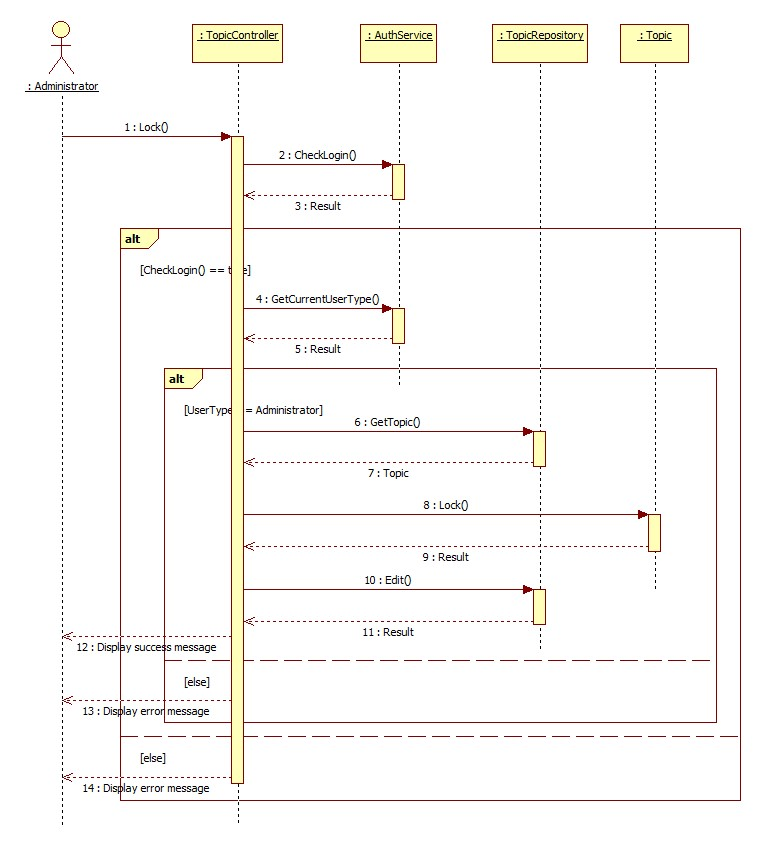 : TopicController
: AuthService
: TopicRepository
: Topic
: Administrator
1 : Lock()
2 : CheckLogin()
3 : Result
alt
[CheckLogin() == t e]
4 : GetCurrentUserType()
5 : Result
alt
[UserType = Administrator]
6 : GetTopic()
7 : Topic
8 : Lock()
9 : Result
10 : Edit()
11 : Result
12 : Display success message
[else]
13 : Display error message
[else]
14 : Display error message